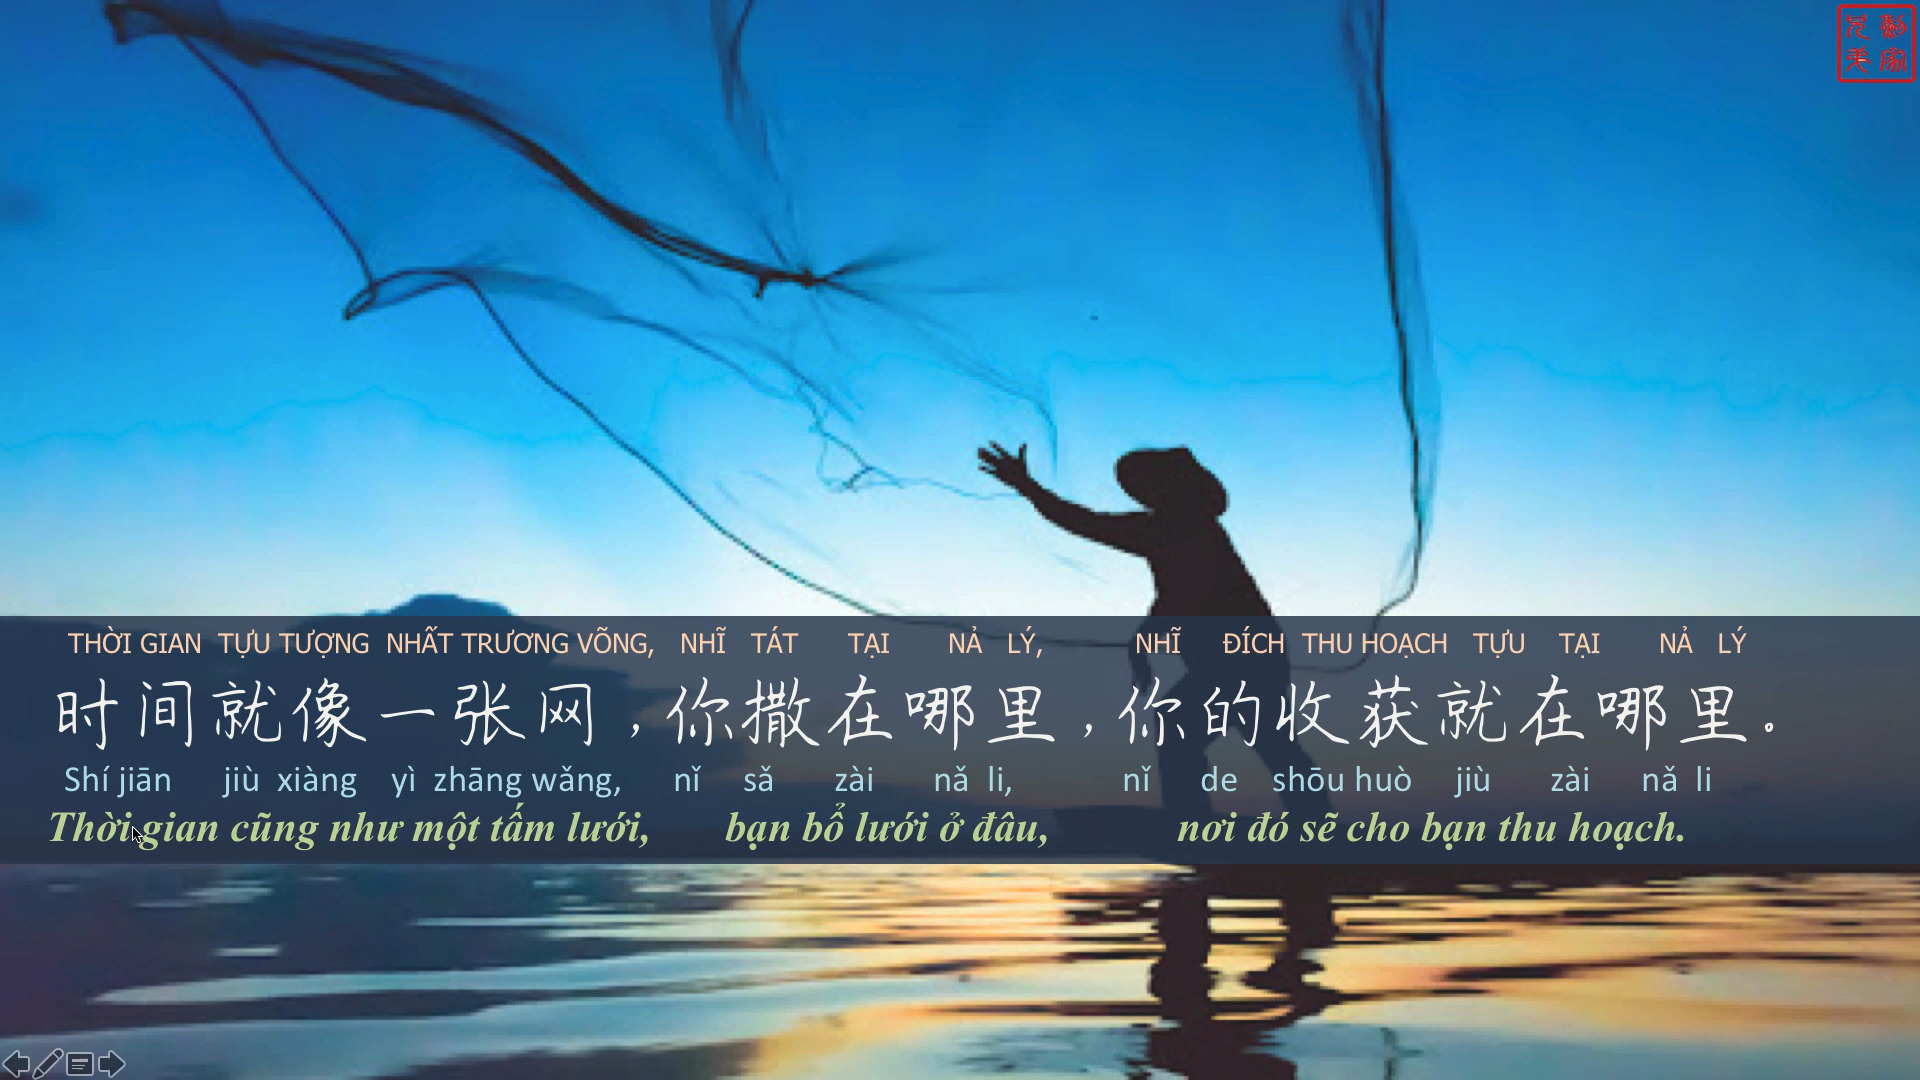 THỜI GIAN TỰU TƯỢNG NHẤT TRƯƠNG VÕNG, NHĨ TÁT TẠI NẢ LÝ, NHĨ ĐÍCH THU HOẠCH TỰU TẠI NẢ LÝ
时间就像一张网，你撒在哪里，你的收获就在哪里。
Shí jiān jiù xiàng yì zhāng wǎng, nǐ sǎ zài nǎ li, nǐ de shōu huò jiù zài nǎ li
Thời gian cũng như một tấm lưới, bạn bổ lưới ở đâu, nơi đó sẽ cho bạn thu hoạch.